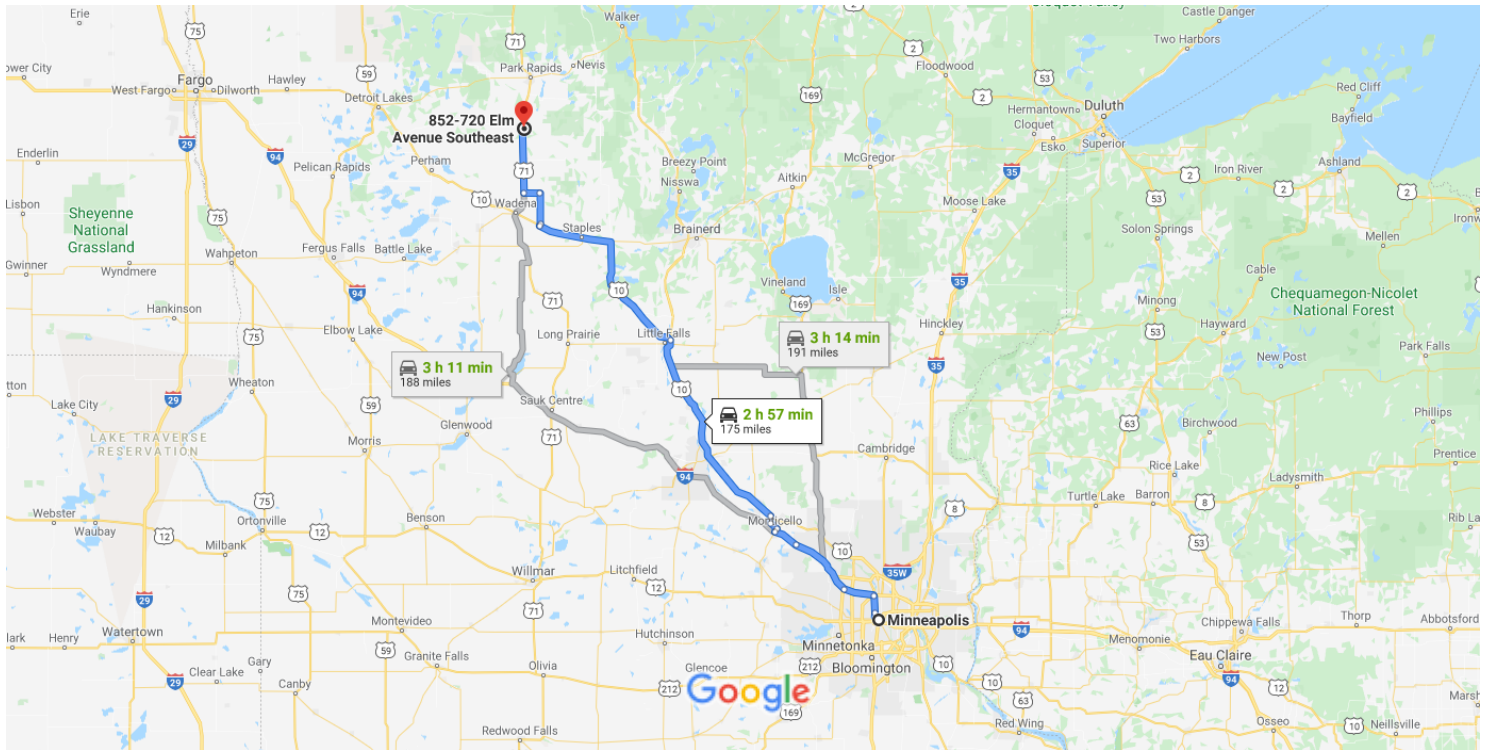 Erie
75
71
Walker
2
Cloquet Valley
Castle Danger
Two Harbors
ower City
Fargo
West Fargo
Dilworth
Hawley
59
Detroit Lakes
Park Rapids
Nevis
169
Floodwood
2
53
2
Hermantown
Cloquet
Esko
Duluth
Superior
Red Cliff
Bayfield
852-720 Elm
Avenue Southeast
29
94
Enderlin
Pelican Rapids
Perham
71
Breezy Point
Nisswa
Aitkin
McGregor
35
2
Iron River
2
Ashland
2
Lisbon
Sheyenne
National
Grassland
75
10
Wadena
Staples
Brainerd
Moose Lake
53
Solon Springs
Mellen
Ironw
Gwinner
Wyndmere
Wahpeton
Fergus Falls
Battle Lake
94
10
71
Vineland
Isle
169
35
Cable
Minong
Chequamegon-Nicolet
National Forest
Hankinson
75
Elbow Lake
Long Prairie
Little Falls
Hinckley
53
Hayward
Park Falls
3 h 11 min
188 miles
3 h 14 min
191 miles
35
New Post
tton
Wheaton
29
59
10
2 h 57 min
175 miles
Lake City
LAKE TRAVERSE
RESERVATION
Glenwood
Sauk Centre
71
Morris
53
Birchwood
Phillips
Cambridge
Rice Lake
Prentice
94
Ladysmith
75
Webster
Waubay
12
Ortonville
Milbank
12
Benson
Monticello
10
8
Turtle Lake
Barron
8
53
Rib La
29
75
Willmar
71
Litchfield
12
35W
Minneapolis
Watertown
lark
Henry
Montevideo
59
Granite Falls
Hutchinson
Minnetonka
Bloomington
94
Menomonie
Chippewa Falls
Thorp
Abbotsford
Eau Claire
94
12
29
Clear Lake
Gary
Canby
Olivia
212
Glencoe
212
10
10
63
Marsh
Google
169
Redwood Falls
Red Wing
Osseo
10
Neillsville